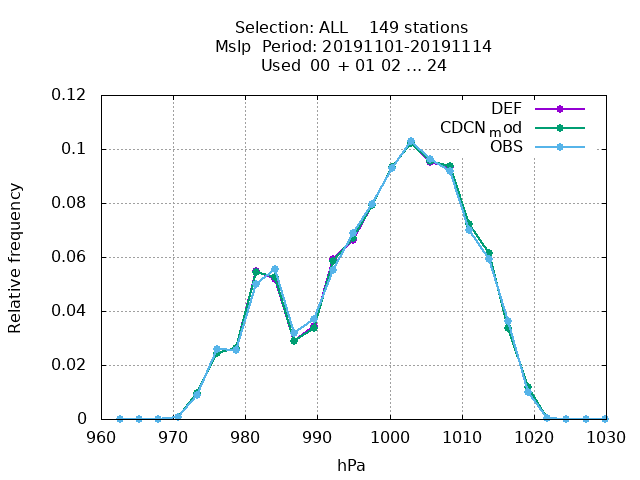 Selection: ALL    149 stations
Mslp  Period: 20191101-20191114
Used  00  + 01 02 ... 24
DEF
CDCN_mod
OBS
Relative frequency
0.12
0.1
0.08
0.06
0.04
0.02
0
960 970 980 990 1000 1010 1020 1030
hPa